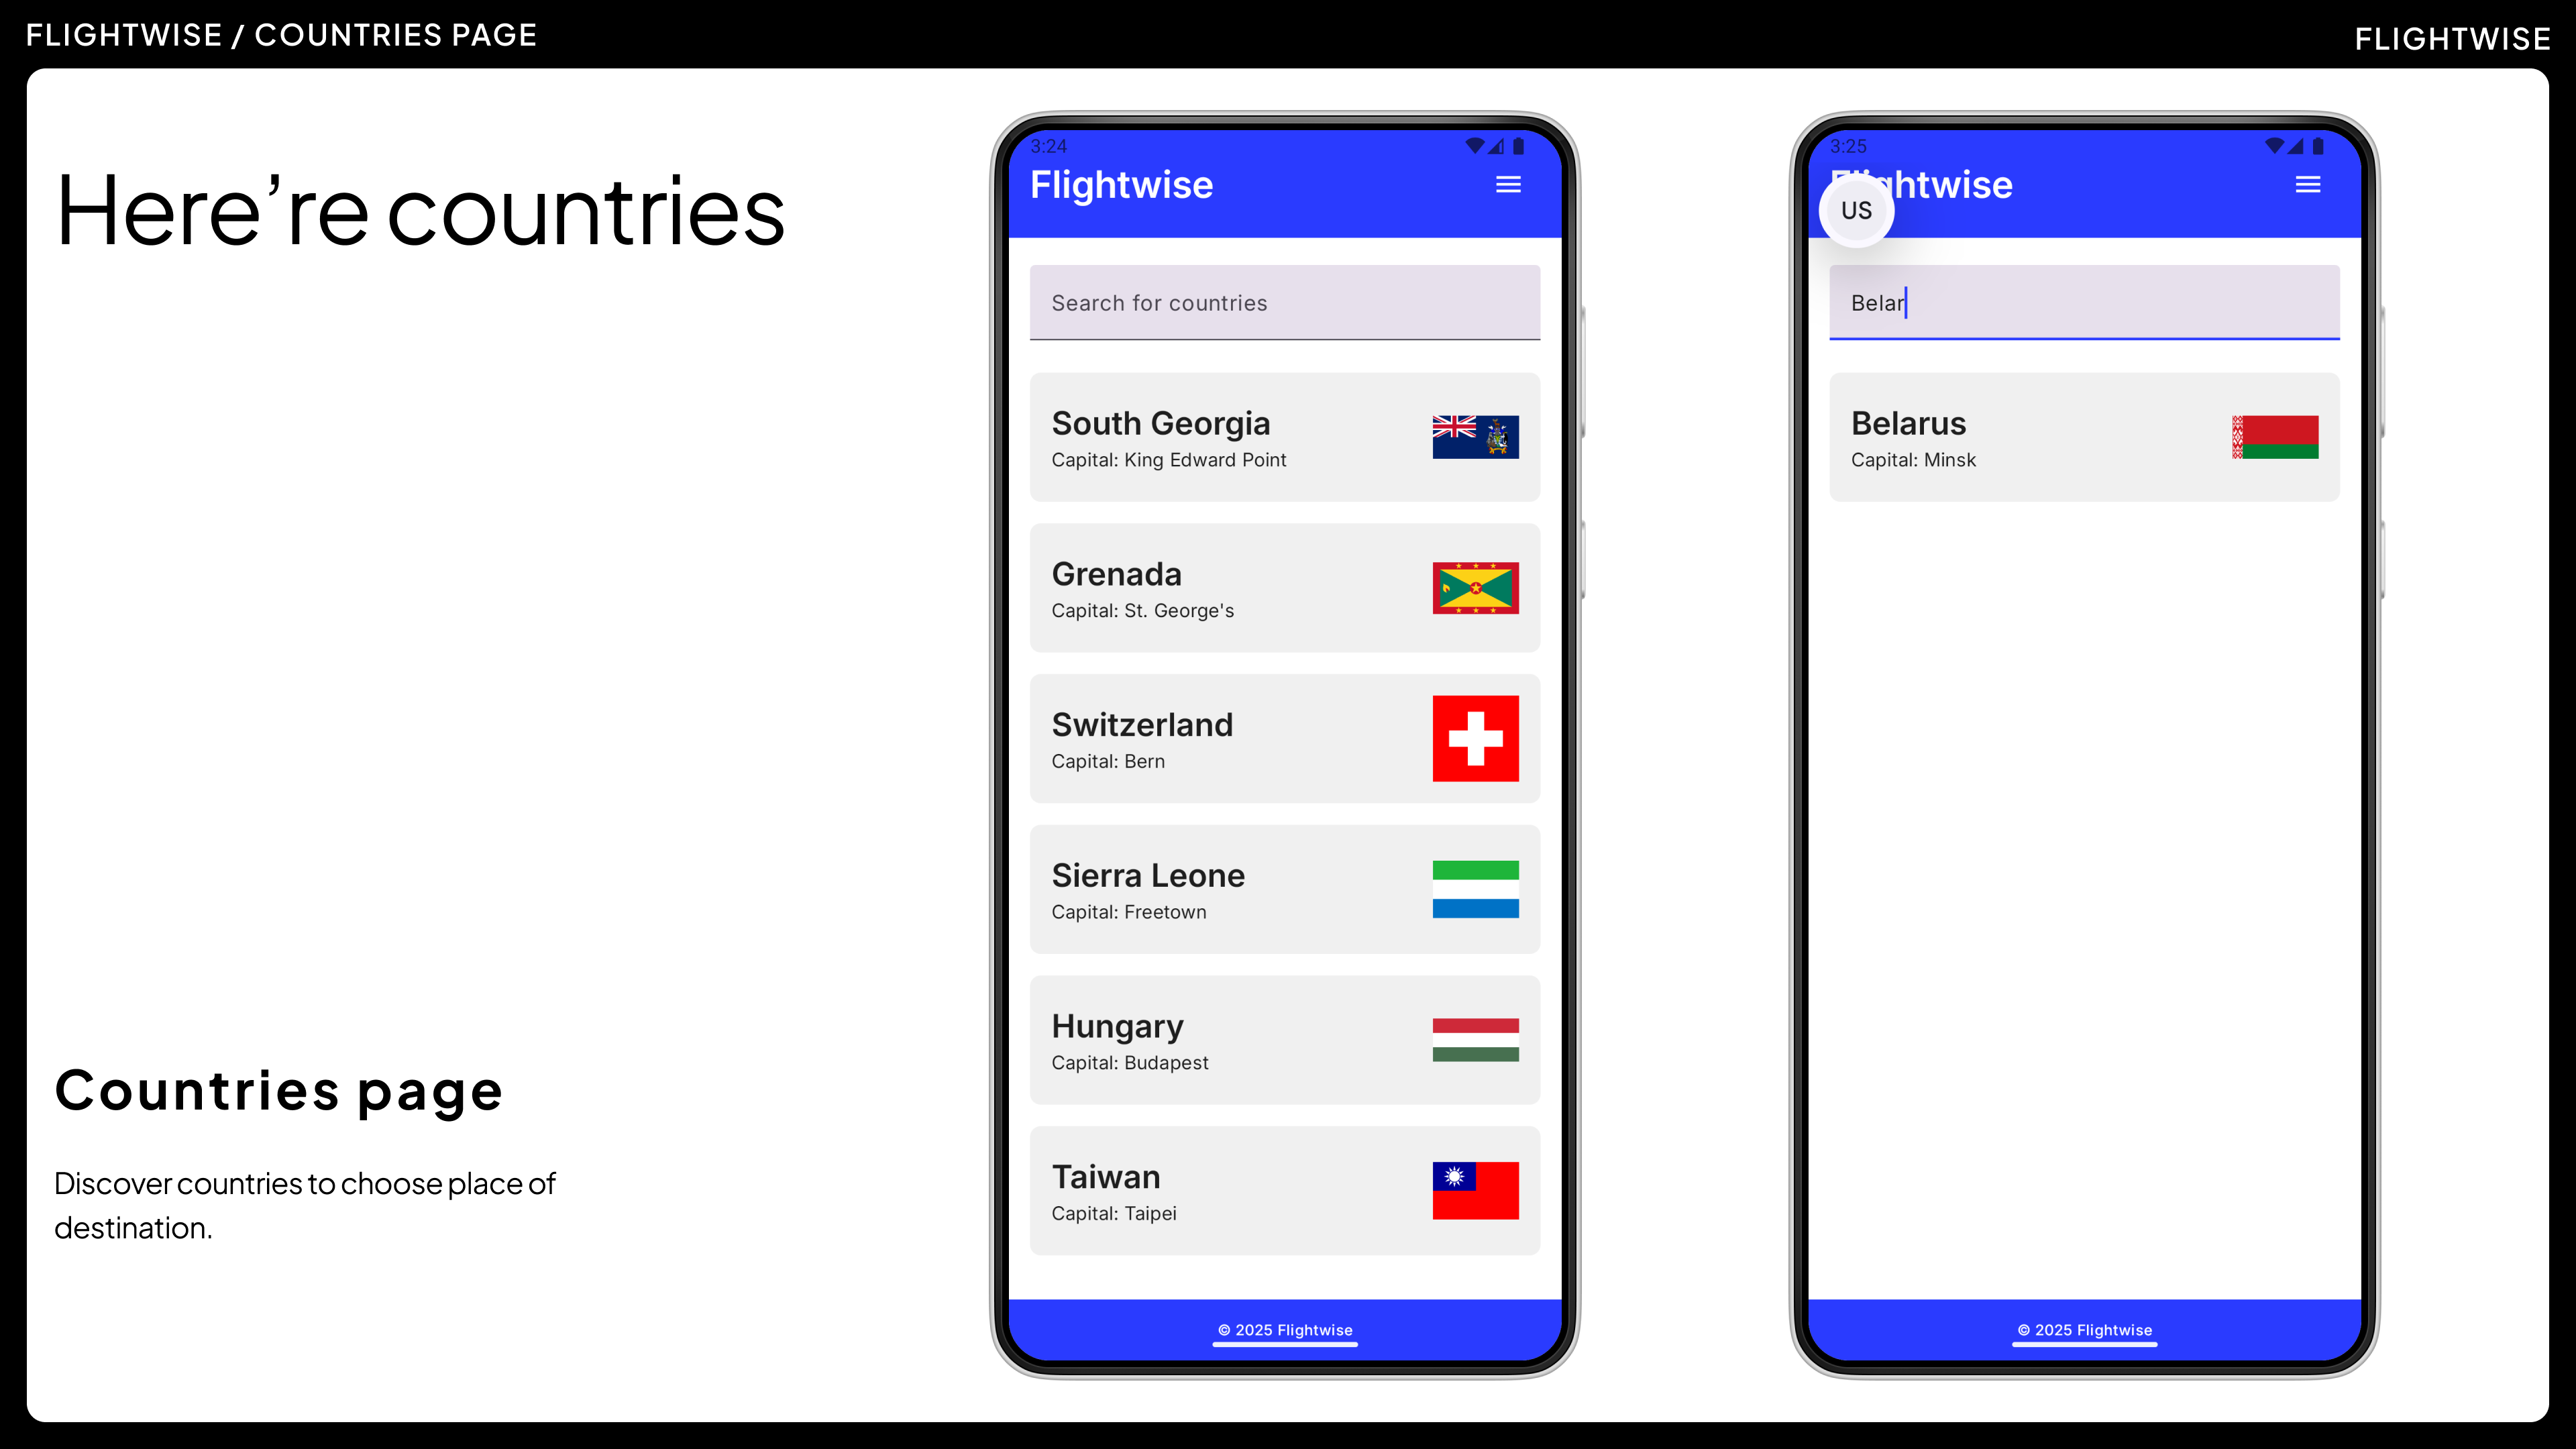 FLIGHTWISE / COUNTRIES PAGE
FLIGHTWISE
Here’re countries
Countries page
Discover countries to choose place of
destination.
3:24
Flightwise
Search for countries
South Georgia
Capital: King Edward Point
Grenada
Capital: St. George's
Switzerland
Capital: Bern
Sierra Leone
Capital: Freetown
Hungary
Capital: Budapest
Taiwan
Capital: Taipei
© 2025 Flightwise
3:25
Flightwise
US
Belar
Belarus
Capital: Minsk
© 2025 Flightwise